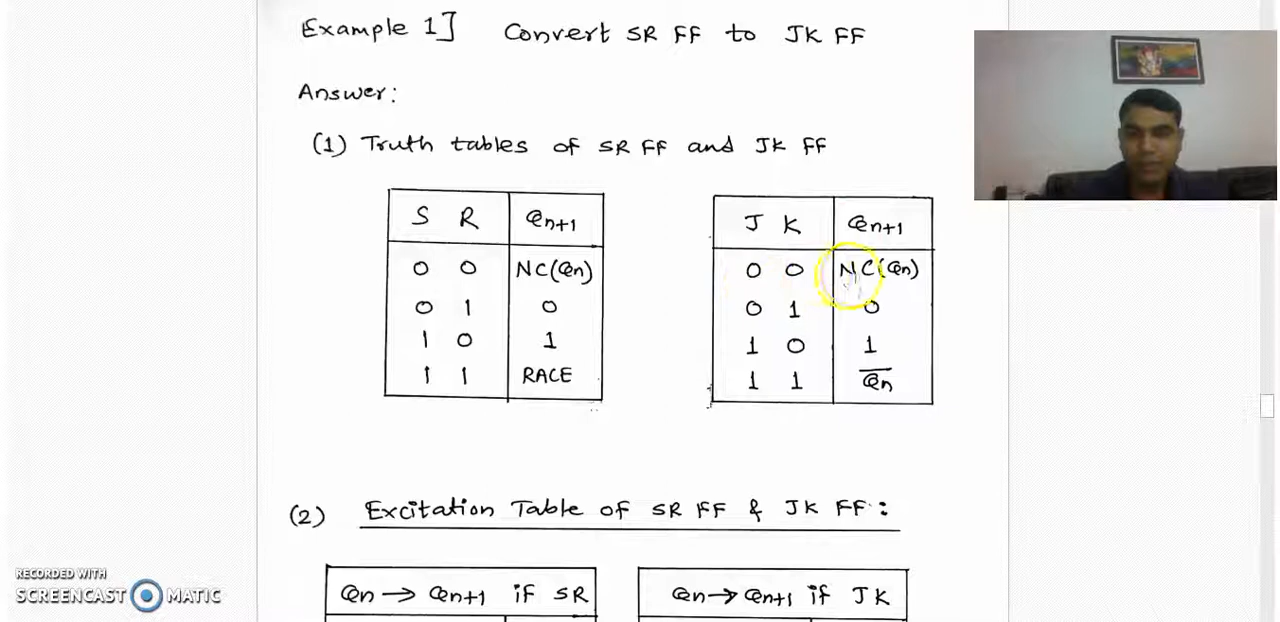 Example 1] Convert SR FF to JK FF
Answer:
(1) Truth tables of SR FF and JK FF
S R Qn+1
0 0 NC(Qn)
0 1 0
1 0 1
1 1 RACE
J K Qn+1
0 0 NC(Qn)
0 1 0
1 0 1
1 1 Q̅n̅
(2) Excitation Table of SR FF & JK FF:
Qn → Qn+1 if SR
Qn → Qn+1 if JK
RECORDED WITH
SCREENCAST MATIC